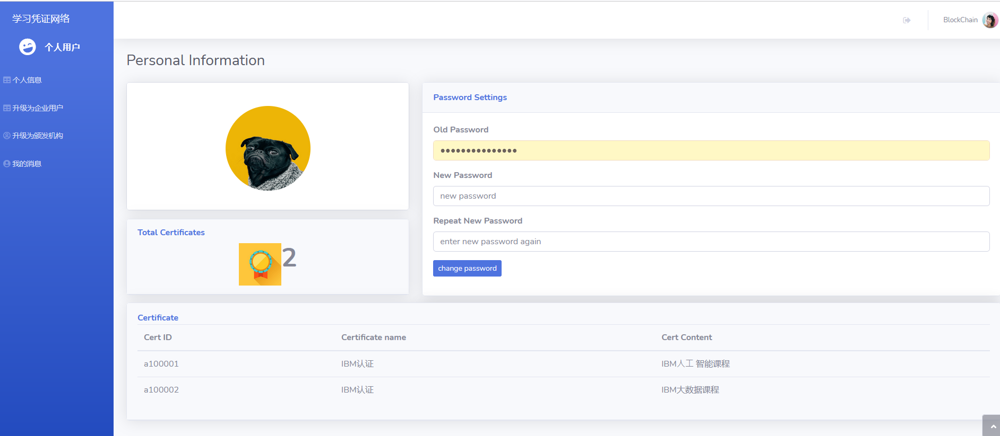 学习凭证网络
个人用户
个人信息
升级为企业用户
升级为颁发机构
我的消息
BlockChain
Personal Information
Total Certificates
2
Password Settings
Old Password
•••••••••••••••
New Password
new password
Repeat New Password
enter new password again
change password
Certificate
Cert ID Certificate name Cert Content
a100001 IBM认证 IBM人工 智能课程
a100002 IBM认证 IBM大数据课程